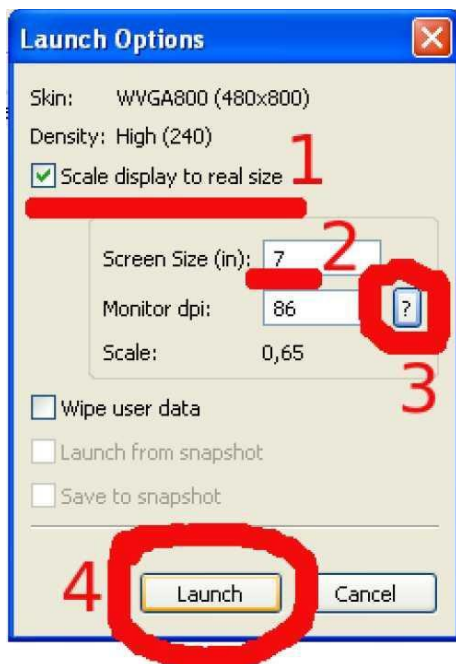 Launch Options
Skin: WVGA800 (480x800)
Density: High (240)
Scale display to real size 1
Screen Size (in): 7 2
Monitor dpi: 86 ?
Scale: 0,65 3
Wipe user data
Launch from snapshot
Save to snapshot
4 Launch Cancel